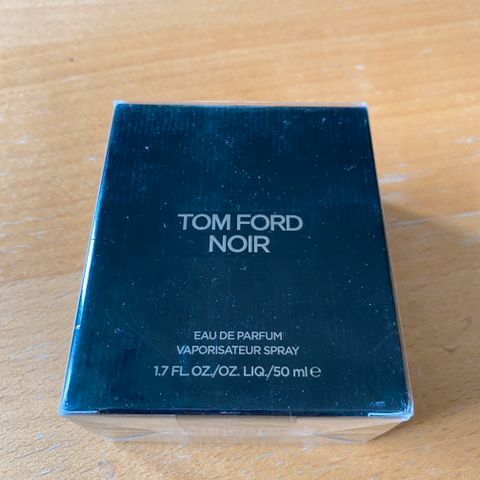 TOM FORD
NOIR
EAU DE PARFUM
VAPORISATEUR SPRAY
1.7 FL. OZ./OZ. LIQ./50 ml e